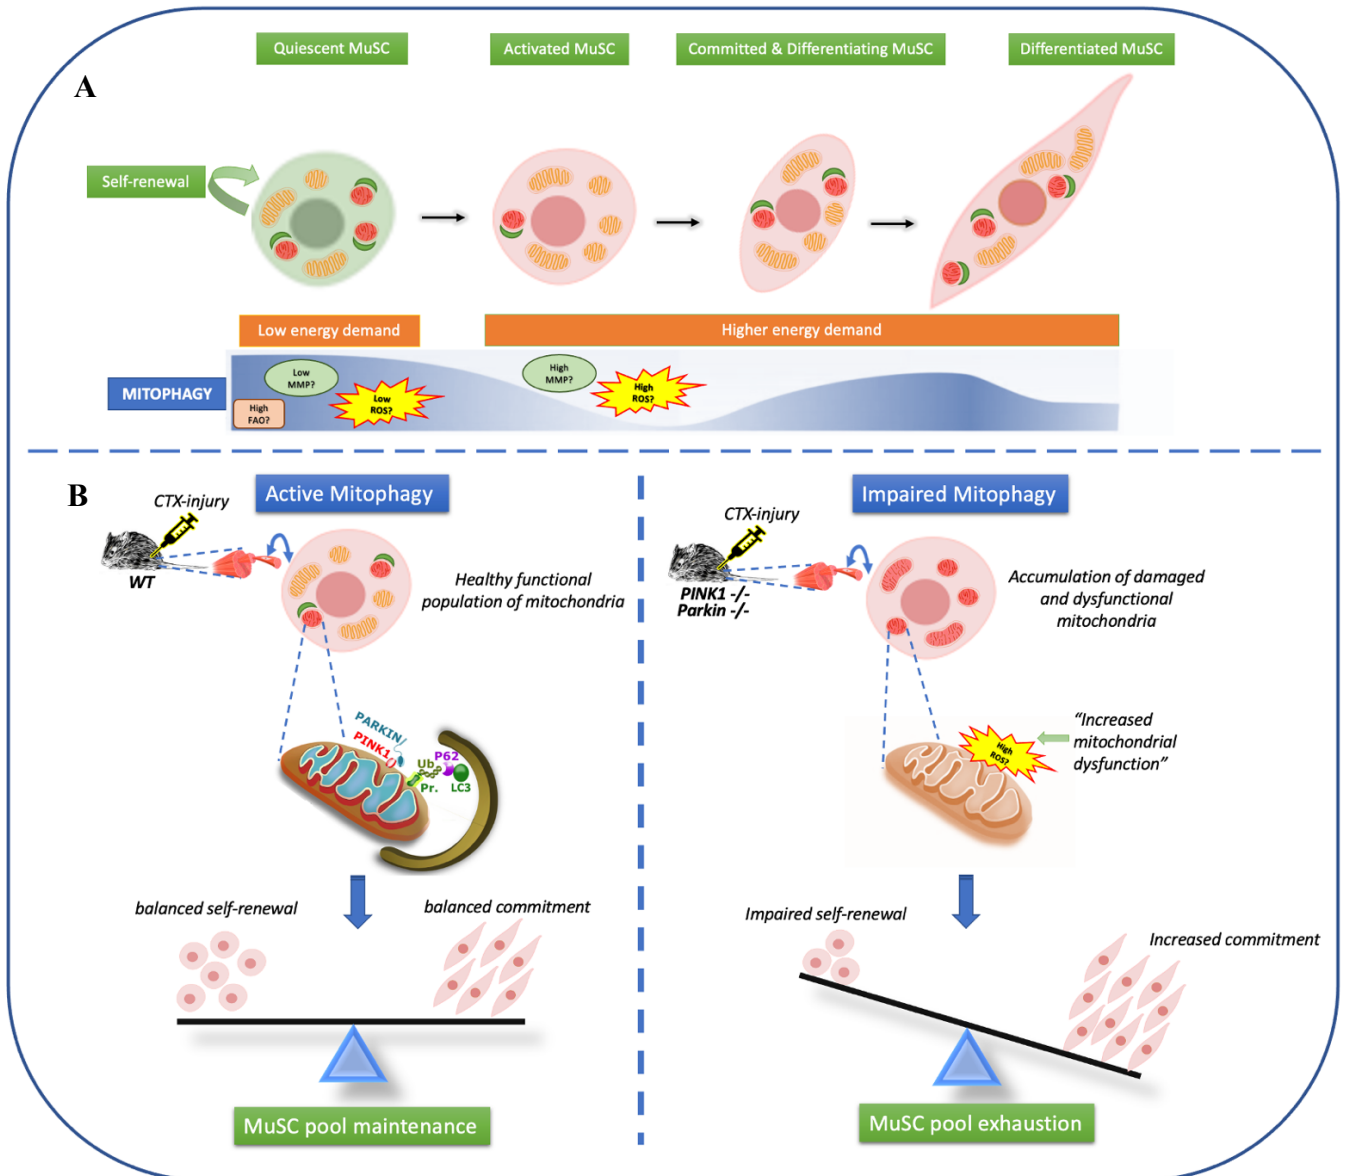 A
Quiescent MuSC
Activated MuSC
Committed & Differentiating MuSC
Differentiated MuSC
Self-renewal
Low energy demand
Higher energy demand
MITOPHAGY
Low
MMP?
High
FAO?
Low
ROS?
High
MMP?
High
ROS?
B
Active Mitophagy
CTX-injury
WT
Healthy functional
population of mitochondria
PARKIN
PINK1
Ub
P62
Pr.
LC3
balanced self-renewal
balanced commitment
MuSC pool maintenance
Impaired Mitophagy
CTX-injury
PINK1 -/-
Parkin -/-
Accumulation of damaged
and dysfunctional
mitochondria
High
ROS?
“Increased
mitochondrial
dysfunction”
Impaired self-renewal
Increased commitment
MuSC pool exhaustion